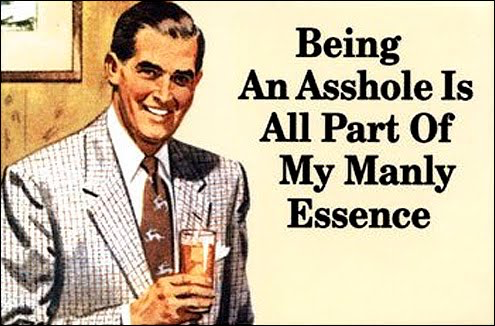 Being
An Asshole Is
All Part Of
My Manly
Essence